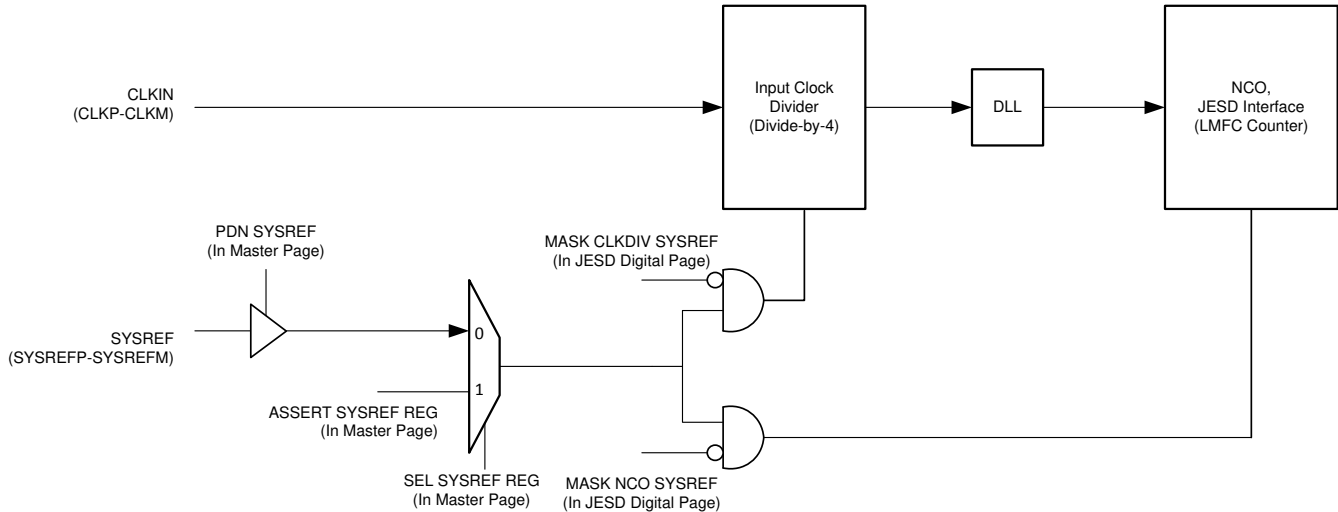 CLKIN
(CLKP-CLKM)
Input Clock
Divider
(Divide-by-4)
DLL
NCO,
JESD Interface
(LMFC Counter)
PDN SYSREF
(In Master Page)
MASK CLKDIV SYSREF
(In JESD Digital Page)
SYSREF
(SYSREFP-SYSREFM)
0
1
ASSERT SYSREF REG
(In Master Page)
SEL SYSREF REG
(In Master Page)
MASK NCO SYSREF
(In JESD Digital Page)